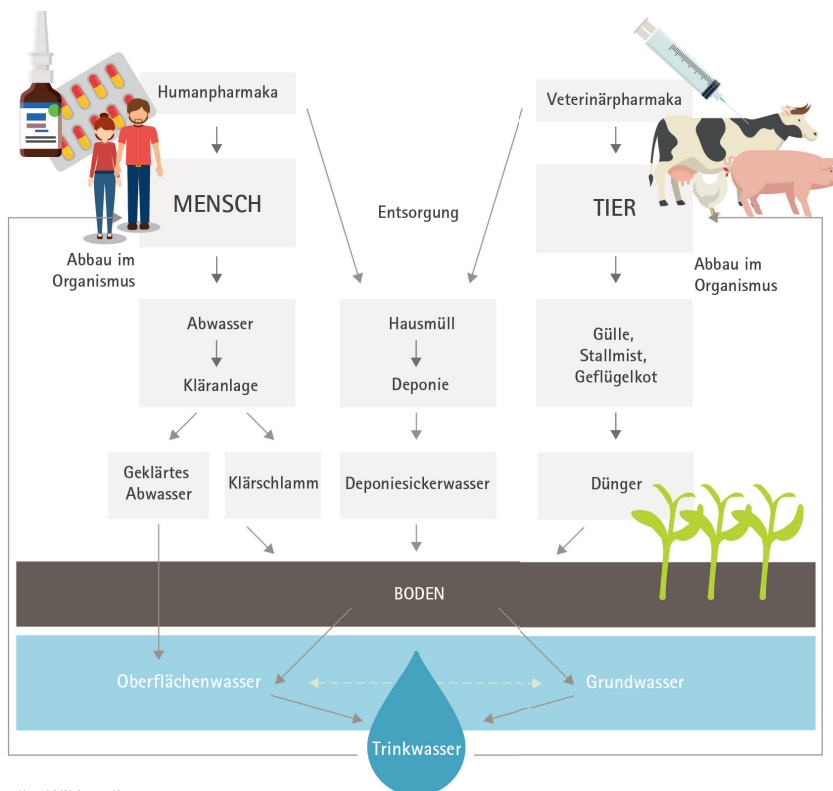 Humanpharmaka
Veterinärpharmaka
MENSCH
Entsorgung
TIER
Abbau im
Organismus
Abbau im
Organismus
Abwasser
Kläranlage
Hausmüll
Deponie
Gülle,
Stallmist,
Geflügelkot
Geklärtes
Abwasser
Klärschlamm
Deponiesickerwasser
Dünger
BODEN
Oberflächenwasser
Grundwasser
Trinkwasser